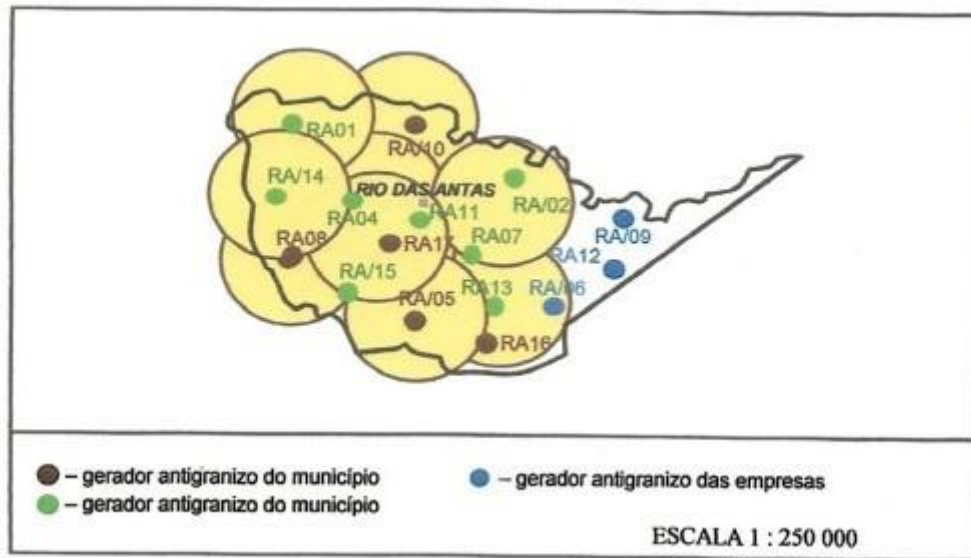 RA01
RA/10
RA/14
RIO DAS ANTAS
RA/02
RA04
RA11
RA/09
RA08
RA07
RA12
RA/15
RA/05
RA13
RA/06
RA16
– gerador antigranizo do município
– gerador antigranizo das empresas
– gerador antigranizo do município
ESCALA 1 : 250 000